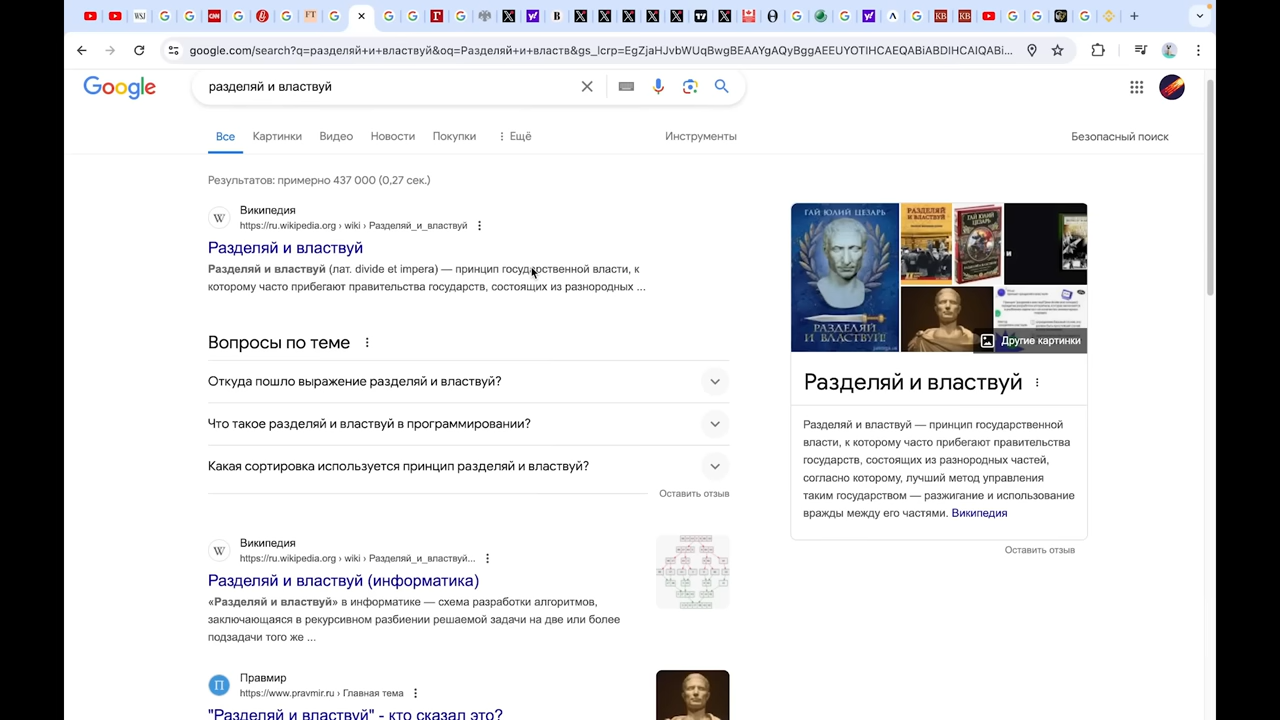 google.com/search?q=разделяй+и+властвуй&oq=Разделяй+и+властв&gs_lcrp=EgZjaHJvbWUqBwgBEAAYgAQyBggAEEUYOTIHCAEQABiABDIHCAIQABi...
Google
разделяй и властвуй
Все Картинки Видео Новости Покупки Ещё Инструменты Безопасный поиск
Результатов: примерно 437 000 (0,27 сек.)
Википедия
https://ru.wikipedia.org › wiki › Разделяй_и_властвуй
Разделяй и властвуй
Разделяй и властвуй (лат. divide et impera) — принцип государственной власти, к
которому часто прибегают правительства государств, состоящих из разнородных ...
Вопросы по теме
Откуда пошло выражение разделяй и властвуй?
Что такое разделяй и властвуй в программировании?
Какая сортировка используется принцип разделяй и властвуй?
Оставить отзыв
Википедия
https://ru.wikipedia.org › wiki › Разделяй_и_властвуй...
Разделяй и властвуй (информатика)
«Разделяй и властвуй» в информатике — схема разработки алгоритмов,
заключающаяся в рекурсивном разбиении решаемой задачи на две или более
подзадачи того же ...
Правмир
https://www.pravmir.ru › Главная тема
"Разделяй и властвуй" - кто сказал это?
ГАЙ ЮЛИЙ ЦЕЗАРЬ
РАЗДЕЛЯЙ
И ВЛАСТВУЙ
РАЗДЕЛЯЙ
И ВЛАСТВУЙ!
Другие картинки
Разделяй и властвуй
Разделяй и властвуй — принцип государственной
власти, к которому часто прибегают правительства
государств, состоящих из разнородных частей,
согласно которому, лучший метод управления
таким государством — разжигание и использование
вражды между его частями. Википедия
Оставить отзыв